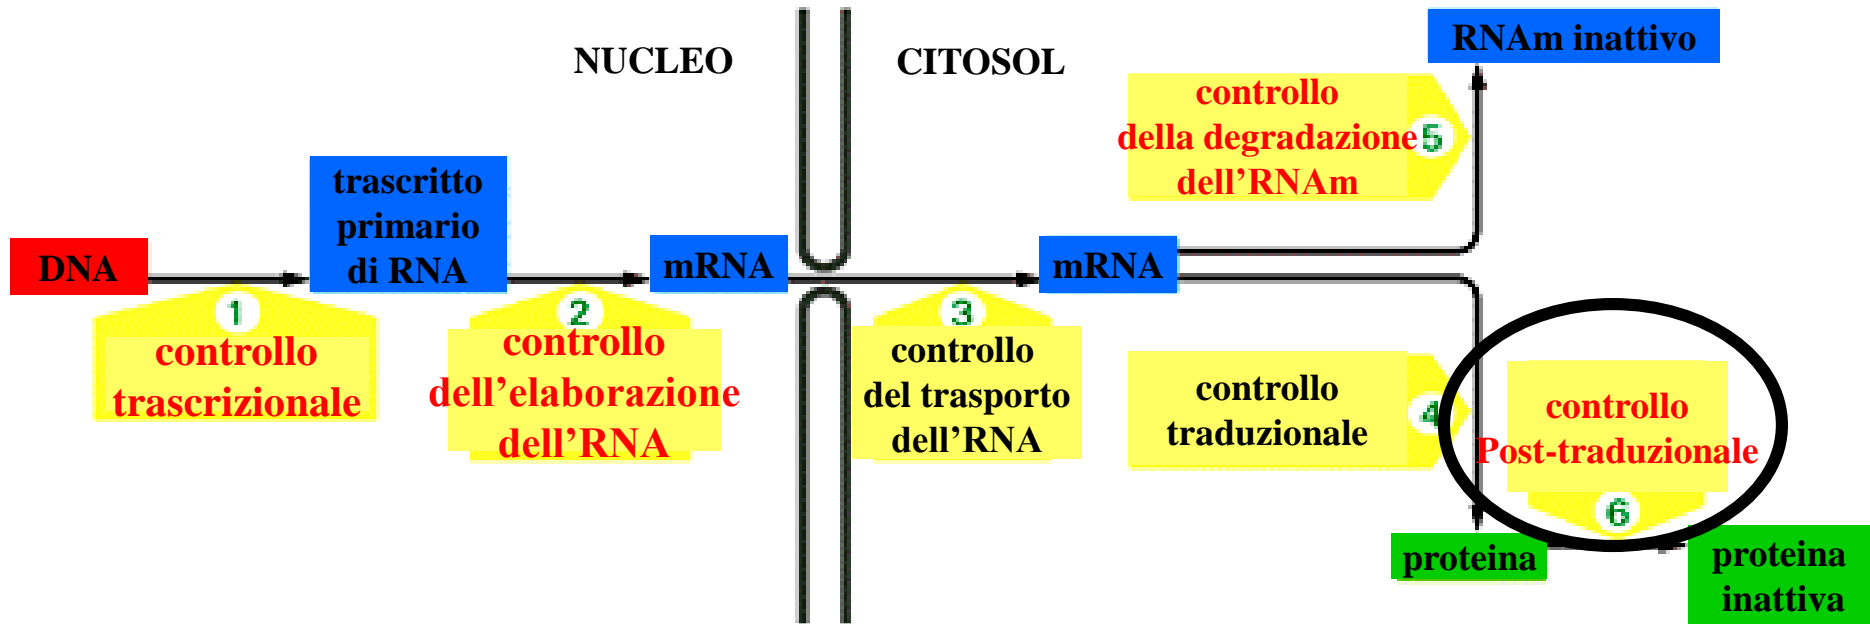 NUCLEO
CITOSOL
DNA
1
controllo
trascrizionale
trascritto
primario
di RNA
2
controllo
dell’elaborazione
dell’RNA
mRNA
3
controllo
del trasporto
dell’RNA
mRNA
controllo
della degradazione
dell’RNAm
5
RNAm inattivo
controllo
traduzionale
4
controllo
Post-traduzionale
6
proteina
proteina
inattiva